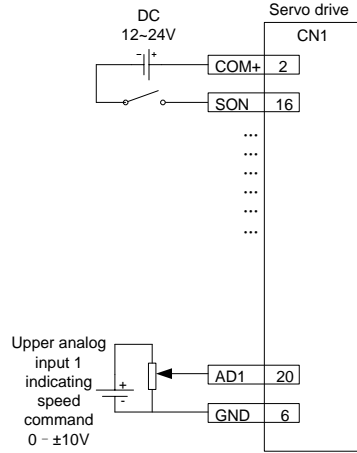 DC
12~24V
Servo drive
CN1
- +
COM+ 2
SON 16
...
...
...
...
...
...
Upper analog
input 1
indicating
speed
command
0 - ±10V
+
-
AD1 20
GND 6